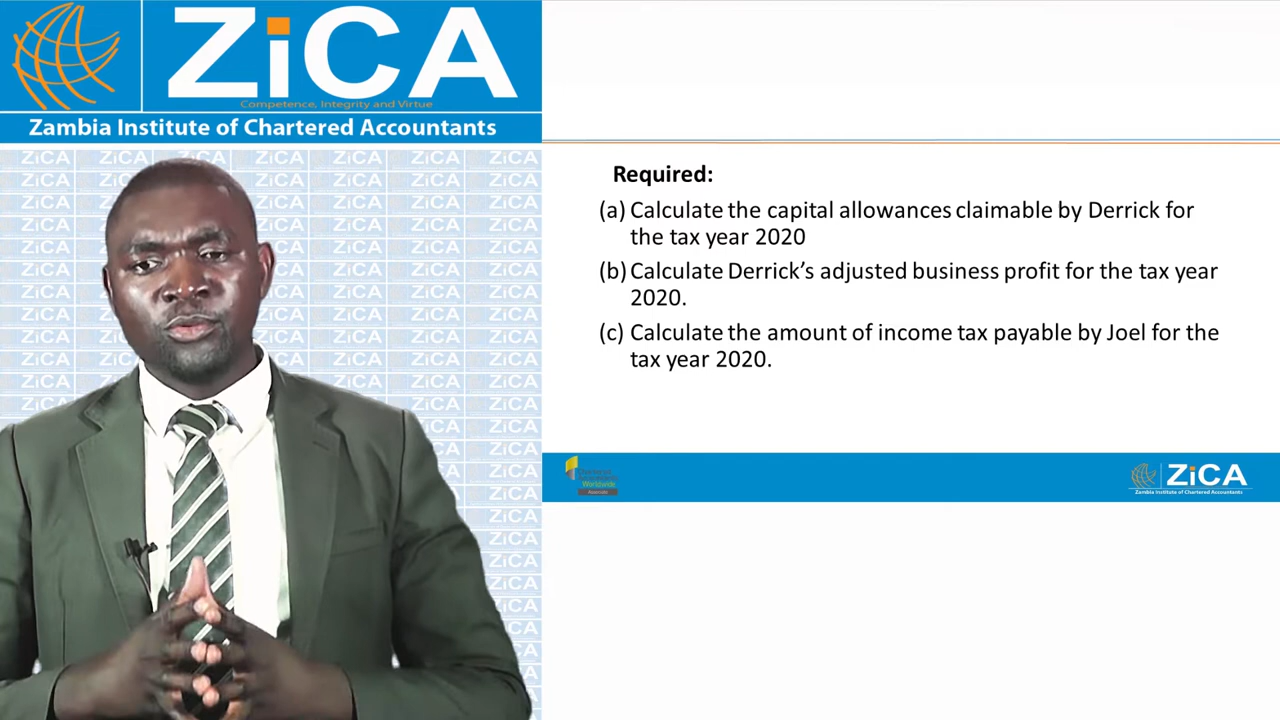 ZiCA
Competence, Integrity and Virtue
Zambia Institute of Chartered Accountants
Required:
(a) Calculate the capital allowances claimable by Derrick for
the tax year 2020
(b) Calculate Derrick's adjusted business profit for the tax year
2020.
(c) Calculate the amount of income tax payable by Joel for the
tax year 2020.
Worldwide
ZiCA
Zambia Institute of Chartered Accountants